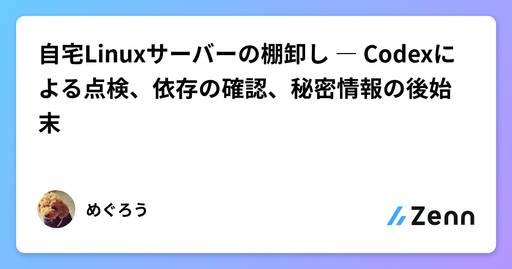 自宅Linuxサーバーの棚卸し — Codexに
よる点検、依存の確認、秘密情報の後始
末
めぐろう
Zenn